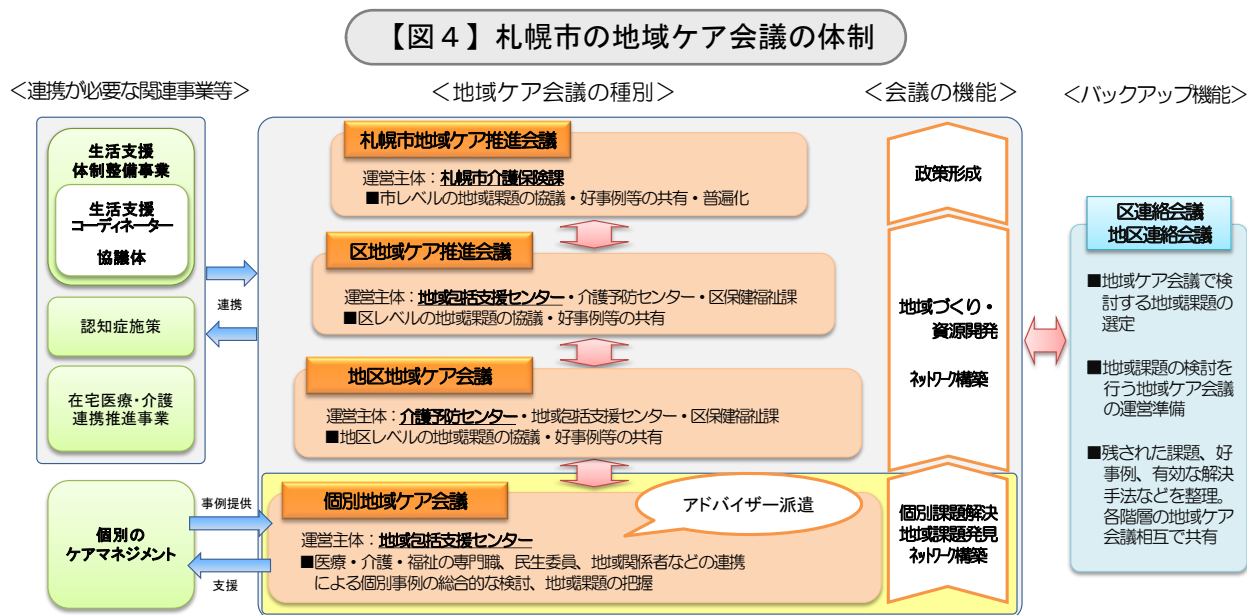 【図４】札幌市の地域ケア会議の体制
＜連携が必要な関連事業等＞
＜地域ケア会議の種別＞
＜会議の機能＞
＜バックアップ機能＞
生活支援
体制整備事業
生活支援
コーディネーター
協議体
認知症施策
在宅医療・介護
連携推進事業
連携
個別の
ケアマネジメント
事例提供
支援
札幌市地域ケア推進会議
運営主体：札幌市介護保険課
■市レベルの地域課題の協議・好事例等の共有・普遍化
区地域ケア推進会議
運営主体：地域包括支援センター・介護予防センター・区保健福祉課
■区レベルの地域課題の協議・好事例等の共有
地区地域ケア会議
運営主体：介護予防センター・地域包括支援センター・区保健福祉課
■地区レベルの地域課題の協議・好事例等の共有
個別地域ケア会議
アドバイザー派遣
運営主体：地域包括支援センター
■医療・介護・福祉の専門職、民生委員、地域関係者などの連携
による個別事例の総合的な検討、地域課題の把握
政策形成
地域づくり・
資源開発
ネットワーク構築
個別課題解決
地域課題発見
ネットワーク構築
区連絡会議
地区連絡会議
■地域ケア会議で検
討する地域課題の
選定
■地域課題の検討を
行う地域ケア会議
の運営準備
■残された課題、好
事例、有効な解決
手法などを整理。
各階層の地域ケア
会議相互で共有